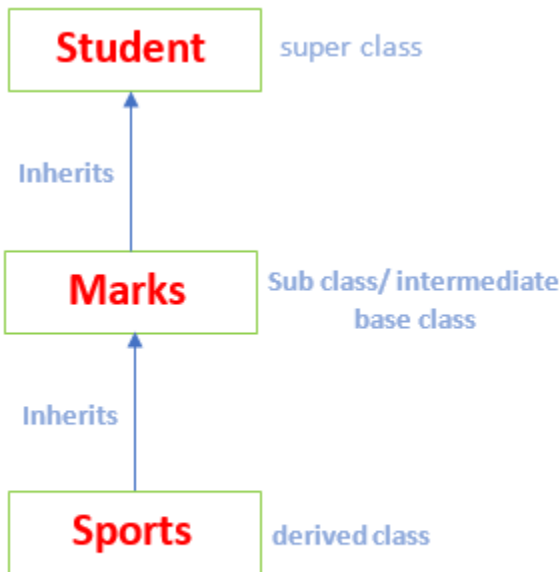 Student
super class
Inherits
Marks
Sub class/ intermediate
base class
Inherits
Sports
derived class